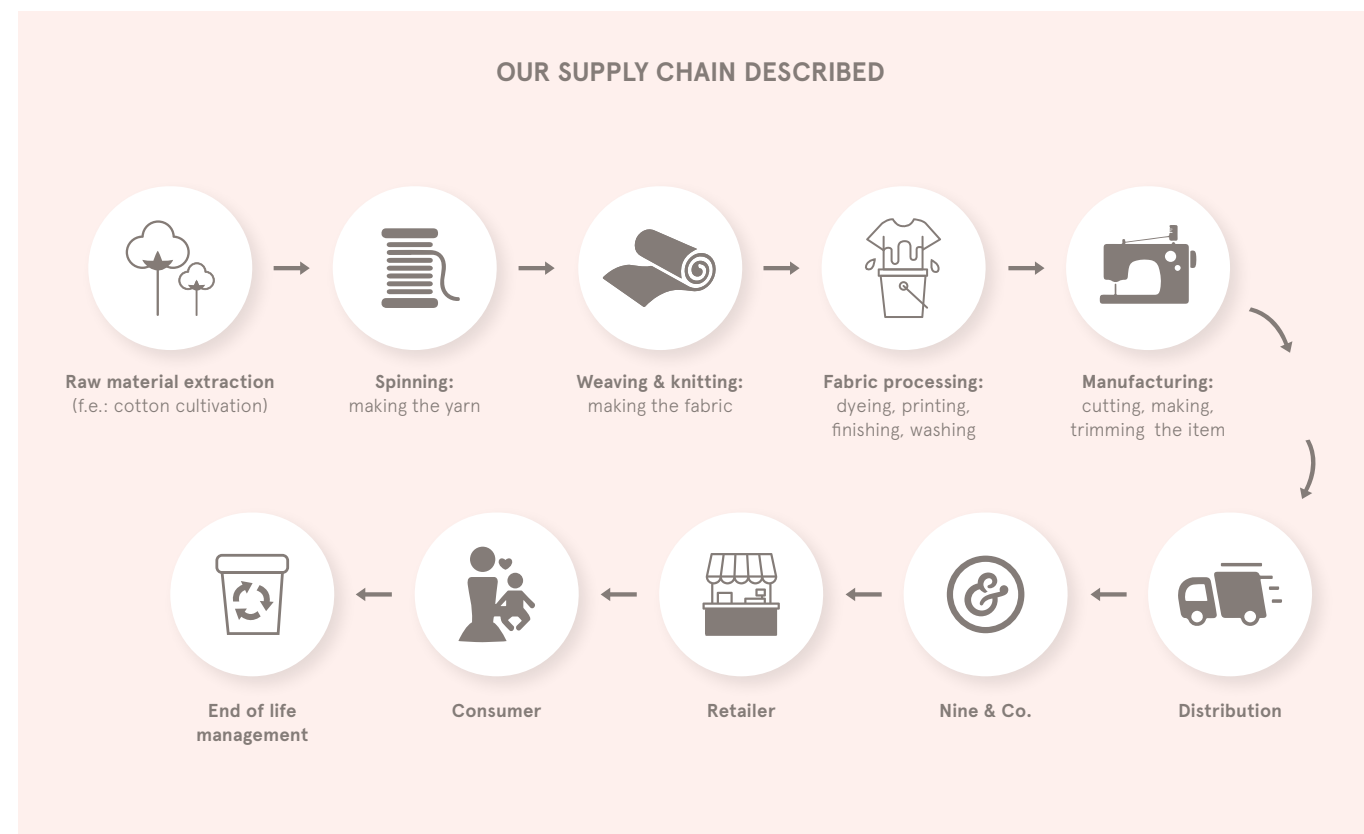 OUR SUPPLY CHAIN DESCRIBED
Raw material extraction
(f.e.: cotton cultivation)
Spinning:
making the yarn
Weaving & knitting:
making the fabric
Fabric processing:
dyeing, printing,
finishing, washing
Manufacturing:
cutting, making,
trimming the item
&
Distribution
Nine & Co.
Retailer
Consumer
End of life
management